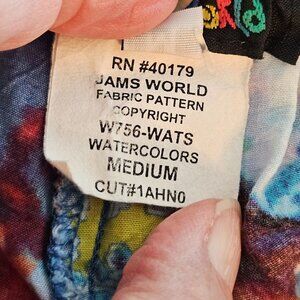 RN #40179
JAMS WORLD
FABRIC PATTERN
COPYRIGHT
W756-WATS
WATERCOLORS
MEDIUM
CUT#1AHN0